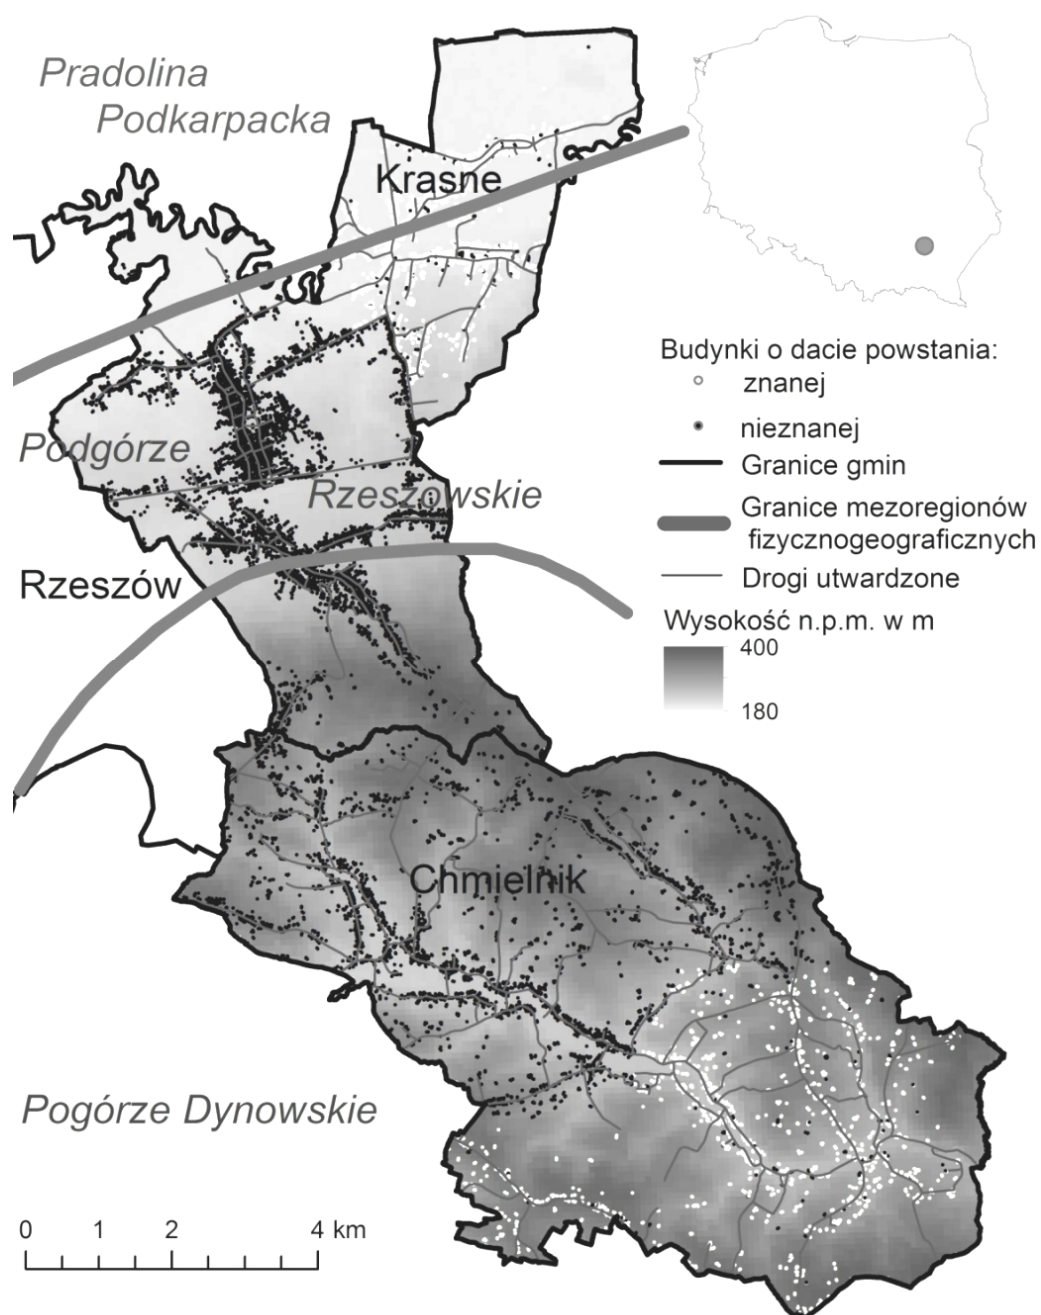 Pradolina
Podkarpacka
Krasne
Budynki o dacie powstania:
znanej
nieznanej
Granice gmin
Granice mezoregionów
fizycznogeograficznych
Drogi utwardzone
Wysokość n.p.m. w m
400
180
Podgórze
Rzeszowskie
Rzeszów
Chmielnik
Pogórze Dynowskie
0 1 2 4 km